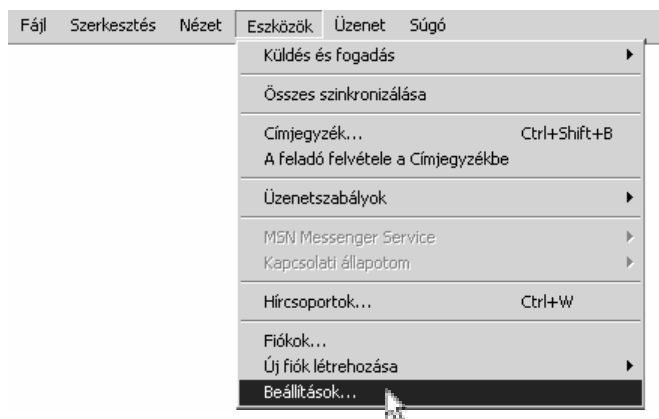 Fájl Szerkesztés Nézet Eszközök Üzenet Súgó
Küldés és fogadás
Összes szinkronizálása
Címjegyzék... Ctrl+Shift+B
A feladó felvétele a Címjegyzékbe
Üzenetszabályok
MSN Messenger Service
Kapcsolati állapotom
Hírcsoportok... Ctrl+W
Fiókok...
Új fiók létrehozása
Beállítások...